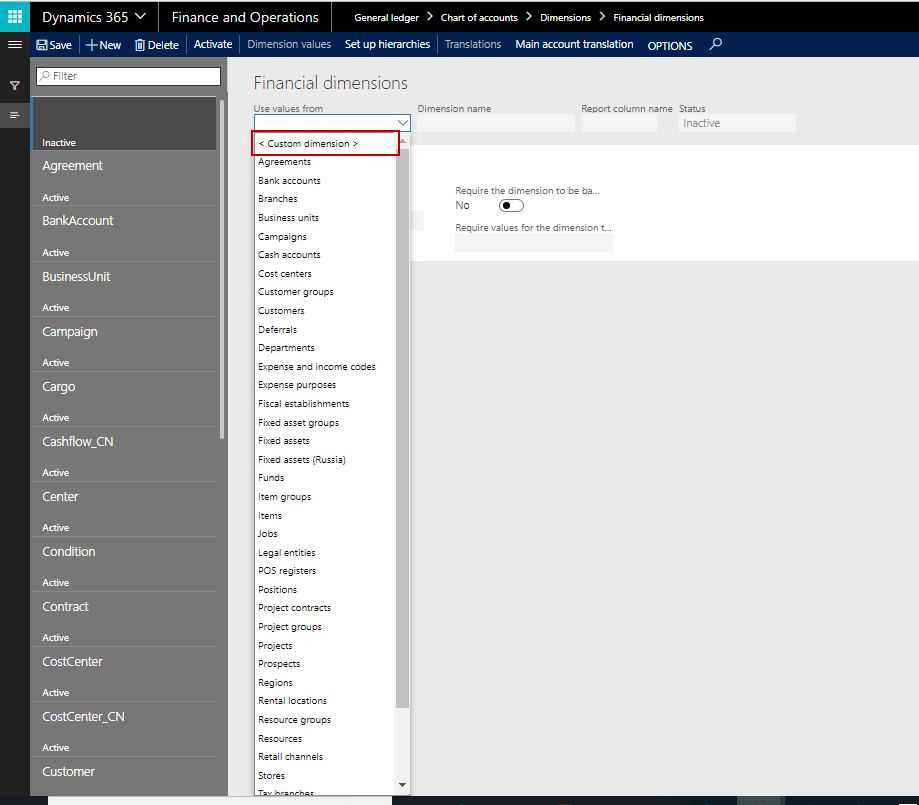 Dynamics 365
Finance and Operations
General ledger > Chart of accounts > Dimensions > Financial dimensions
Save
New
Delete
Activate
Dimension values
Set up hierarchies
Translations
Main account translation
OPTIONS
Filter
Inactive
Agreement
Active
BankAccount
Active
BusinessUnit
Active
Campaign
Active
Cargo
Active
Cashflow_CN
Active
Center
Active
Condition
Active
Contract
Active
CostCenter
Active
CostCenter_CN
Active
Customer
Financial dimensions
Use values from
Dimension name
Report column name
Status
Inactive
< Custom dimension >
Agreements
Bank accounts
Branches
Business units
Campaigns
Cash accounts
Cost centers
Customer groups
Customers
Deferrals
Departments
Expense and income codes
Expense purposes
Fiscal establishments
Fixed asset groups
Fixed assets
Fixed assets (Russia)
Funds
Item groups
Items
Jobs
Legal entities
POS registers
Positions
Project contracts
Project groups
Projects
Prospects
Regions
Rental locations
Resource groups
Resources
Retail channels
Stores
Tax branches
Require the dimension to be ba...
No
Require values for the dimension t...